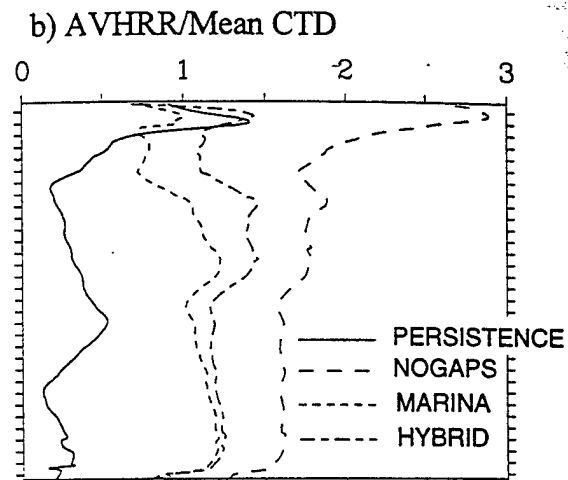 b) AVHRR/Mean CTD
0 1 2 3
PERSISTENCE
NOGAPS
MARINA
HYBRID